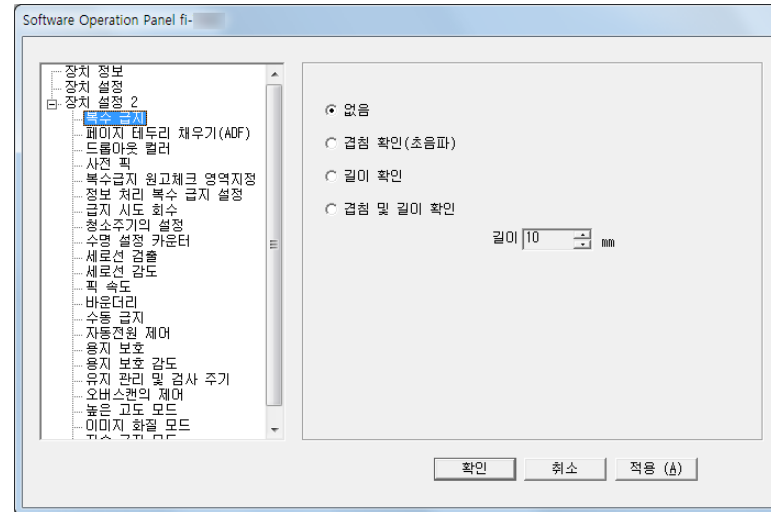 Software Operation Panel fi-
장치 정보
장치 설정
장치 설정 2
복수 급지
페이지 테두리 채우기(ADF)
드롭아웃 컬러
사전 픽
복수급지 원고체크 영역지정
정보 처리 복수 급지 설정
급지 시도 회수
청소주기의 설정
수명 설정 카운터
세로선 검출
세로선 감도
픽 속도
바운더리
수동 급지
자동전원 제어
용지 보호
용지 보호 감도
유지 관리 및 검사 주기
오버스캔의 제어
높은 고도 모드
이미지 화질 모드
없음
겹침 확인(초음파)
길이 확인
겹침 및 길이 확인
길이 10 mm
확인 취소 적용 (A)